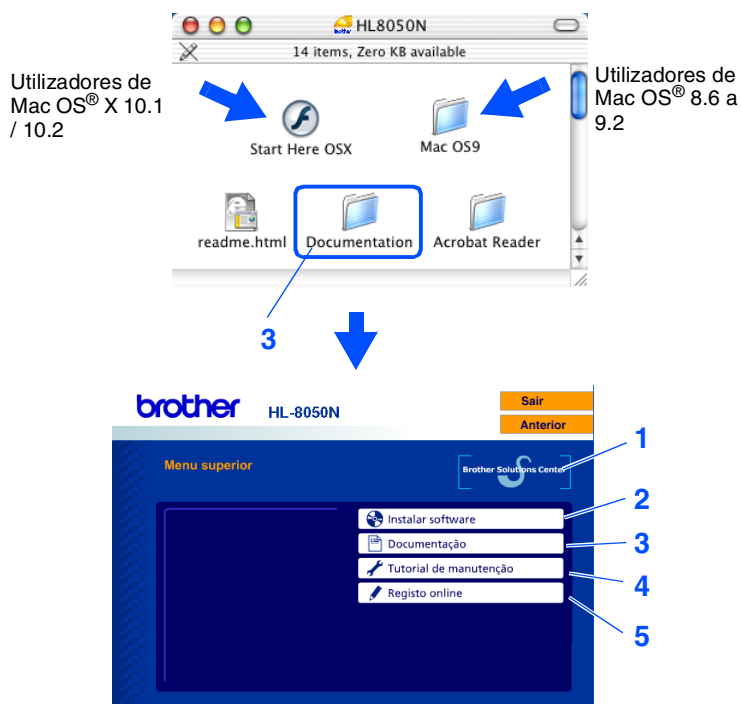 HL8050N
14 items, Zero KB available
Utilizadores de
Mac OS® X 10.1
/ 10.2
Utilizadores de
Mac OS® 8.6 a
9.2
Start Here OSX
Mac OS9
readme.html
Documentation
Acrobat Reader
3
brother
HL-8050N
Sair
Anterior
Menu superior
Brother Solutions Center
1
Instalar software
2
Documentação
3
Tutorial de manutenção
4
Registo online
5